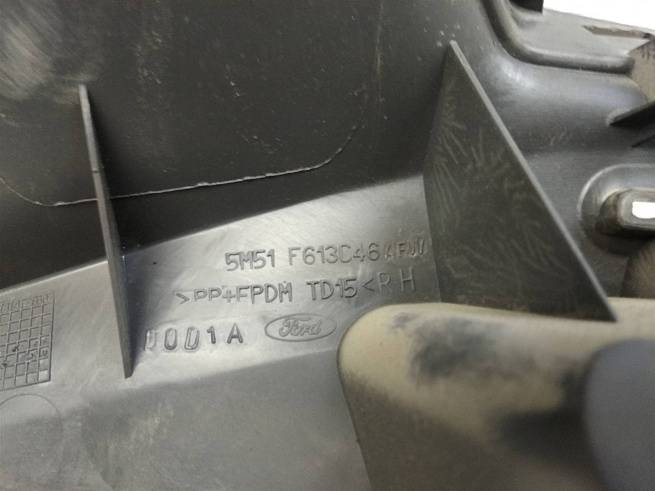 5M51 F613C46
>PP+EPDM TD15<RH
0001A Ford